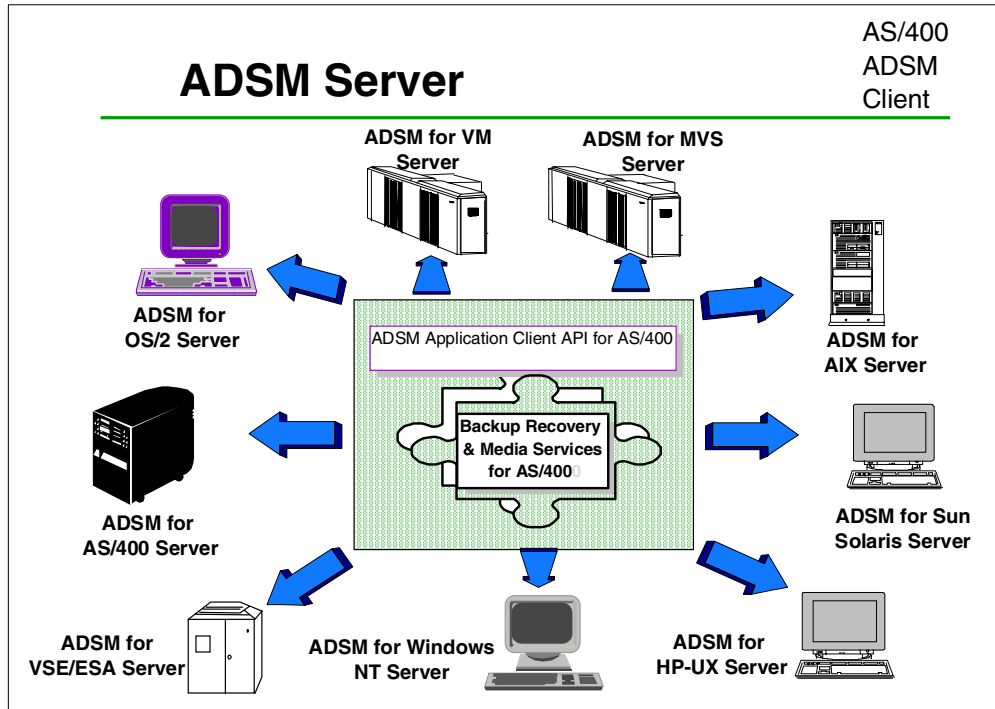 AS/400
ADSM
Client
ADSM Server
ADSM for VM
Server
ADSM for MVS
Server
ADSM for
OS/2 Server
ADSM for
AIX Server
ADSM Application Client API for AS/400
Backup Recovery
& Media Services
for AS/400
ADSM for
AS/400 Server
ADSM for Sun
Solaris Server
ADSM for
VSE/ESA Server
ADSM for Windows
NT Server
ADSM for
HP-UX Server